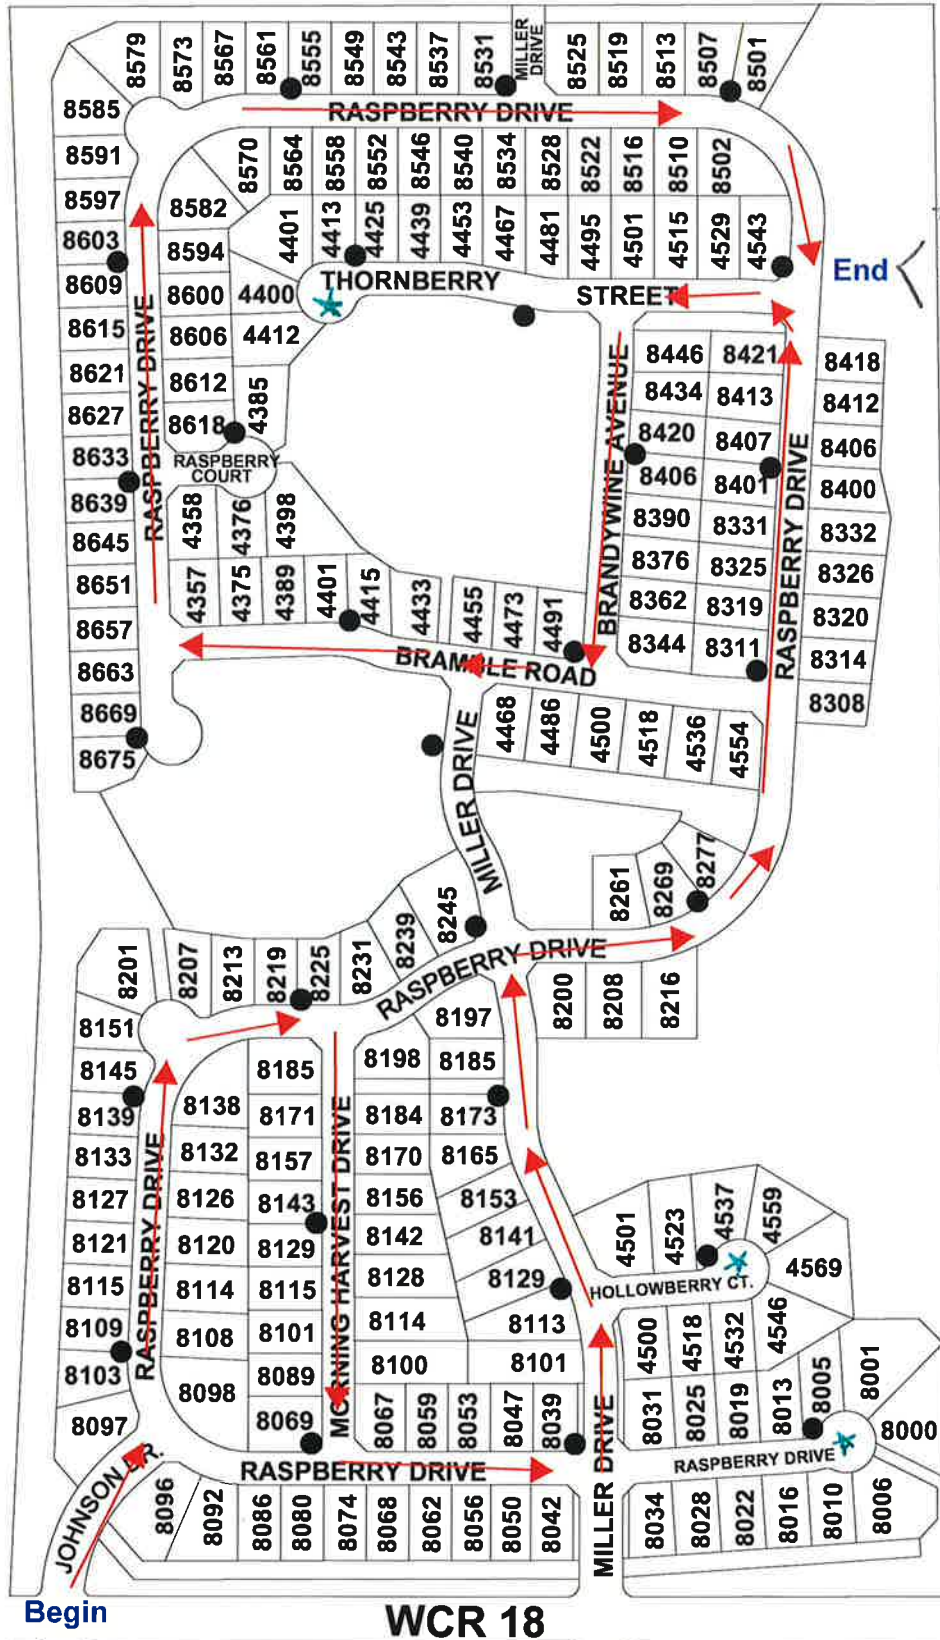 8579 8573 8567 8561 8555 8549 8543 8537 8531 MILLER DRIVE 8525 8519 8513 8507 8501
8585
RASPBERRY DRIVE
8591
8570 8564 8558 8552 8546 8540 8534 8528 8522 8516 8510 8502
8597
8582
8603
4401 4413 4425 4439 4453 4467 4481 4495 4501 4515 4529 4543
8594
End
8609
8600 4400
THORNBERRY STREET
8615
8606 4412
8621
8612
8627
8618 4385
8633
RASPBERRY
COURT
8639
RASPBERRY DRIVE
8645
4358 4376 4398
8651
4357 4375 4389 4401 4415 4433 4455 4473 4491
8657
8663
8669
8675
BRANDYWINE AVENUE
8446 8421
8434 8413
8420 8407
8406 8401
8390 8331
8376 8325
8362 8319
8344 8311
RASPBERRY DRIVE
8418
8412
8406
8400
8332
8326
8320
8314
8308
BRAMBLE ROAD
4468 4486 4500 4518 4536 4554
MILLER DRIVE
8261 8269 8277
8201 8207 8213 8219 8225 8231 8239 8245
RASPBERRY DRIVE
8200 8208 8216
8151
8145
8139
8133
8127
8121
8115
8109
8103
8097
RASPBERRY DRIVE
8138
8132
8126
8120
8114
8108
8098
8185
8171
8157
8143
8129
8115
8101
8089
8069
MORNING HARVEST DRIVE
8197
8198 8185
8184 8173
8170 8165
8156 8153
8142 8141
8128 8129
8114 8113
8100 8101
8067 8059 8053 8047 8039
4501 4523 4537 4559
4569
HOLLOWBERRY CT.
4500 4518 4532 4546
8031 8025 8019 8013 8005 8001
8000
RASPBERRY DRIVE
8034 8028 8022 8016 8010 8006
MILLER DRIVE
RASPBERRY DRIVE
8096 8092 8086 8080 8074 8068 8062 8056 8050 8042
JOHNSON DR.
Begin
WCR 18